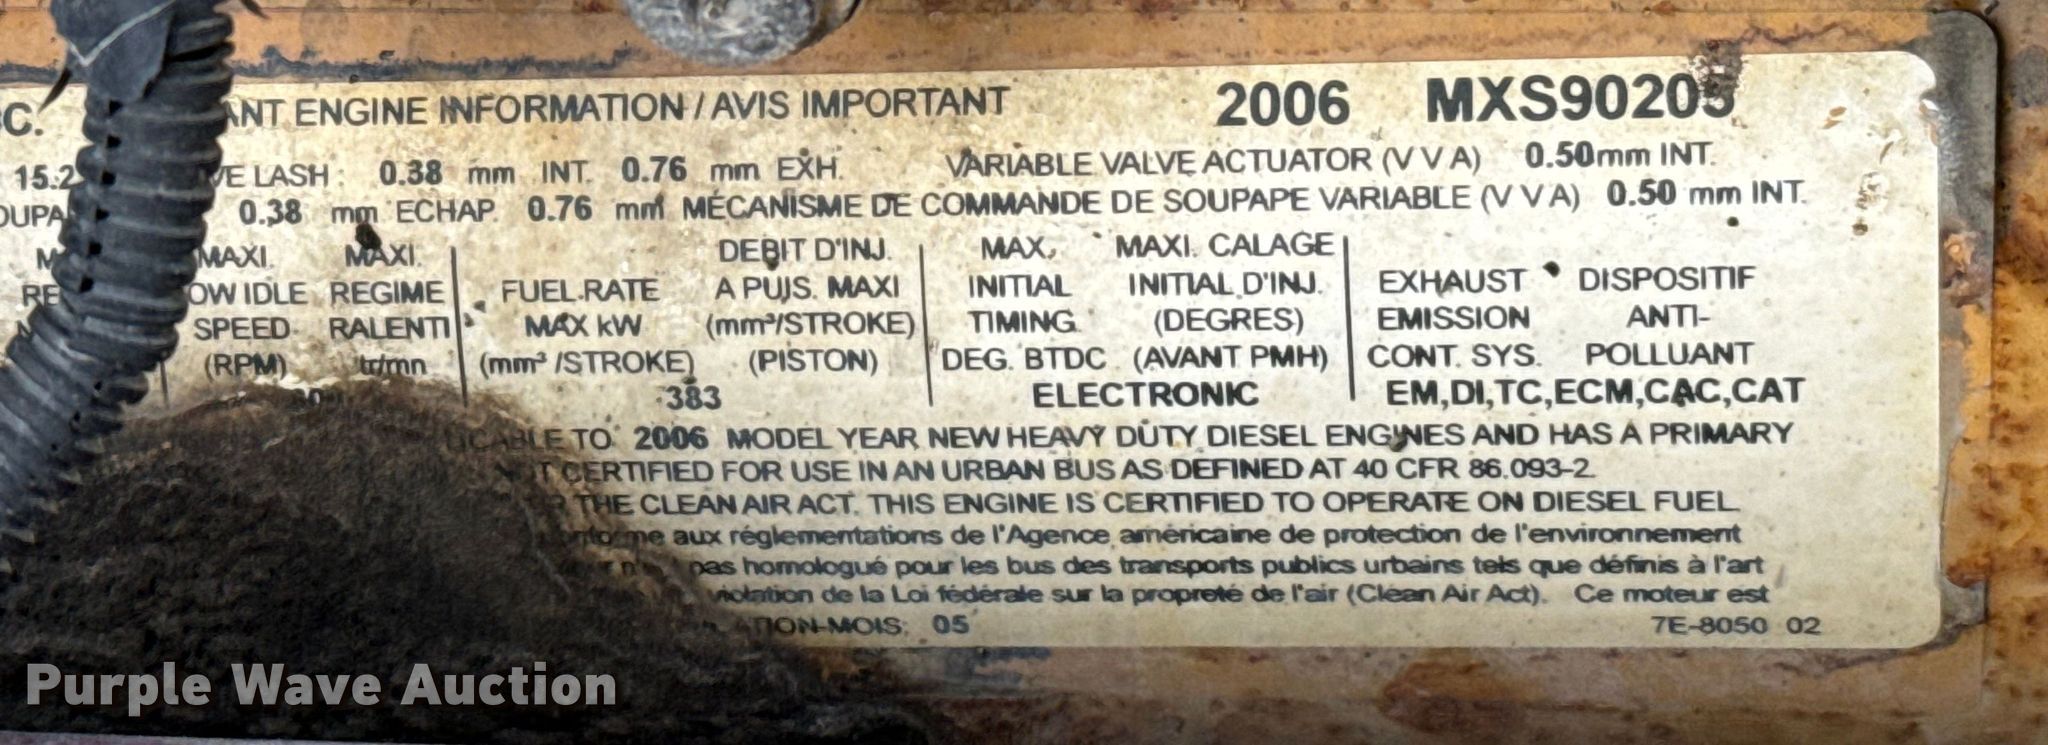 C. ANT ENGINE INFORMATION / AVIS IMPORTANT 2006 MXS9020
15.2 VE LASH: 0.38 mm INT. 0.76 mm EXH. VARIABLE VALVE ACTUATOR (V V A) 0.50mm INT.
OUPA 0.38 mm ECHAP. 0.76 mm MÉCANISME DE COMMANDE DE SOUPAPE VARIABLE (V V A) 0.50 mm INT.
MAXI. MAXI. DEBIT D'INJ. MAX. MAXI. CALAGE
OW IDLE REGIME FUEL RATE A PUIS. MAXI INITIAL INITIAL D'INJ. EXHAUST DISPOSITIF
SPEED RALENTI MAX kW (mm³/STROKE) TIMING (DEGRES) EMISSION ANTI-
(RPM) tr/mn (mm³ /STROKE) (PISTON) DEG. BTDC (AVANT PMH) CONT. SYS. POLLUANT
383 ELECTRONIC EM,DI,TC,ECM,CAC,CAT
CABLE TO 2006 MODEL YEAR NEW HEAVY DUTY DIESEL ENGINES AND HAS A PRIMARY
CERTIFIED FOR USE IN AN URBAN BUS AS DEFINED AT 40 CFR 86.093-2
THE CLEAN AIR ACT. THIS ENGINE IS CERTIFIED TO OPERATE ON DIESEL FUEL
aux réglementations de l'Agence américaine de protection de l'environnement
pas homologué pour les bus des transports publics urbains tels que définis à l'art
violation de la Loi fédérale sur la propreté de l'air (Clean Air Act). Ce moteur est
TION-MOIS: 05 7E-8050 02
Purple Wave Auction